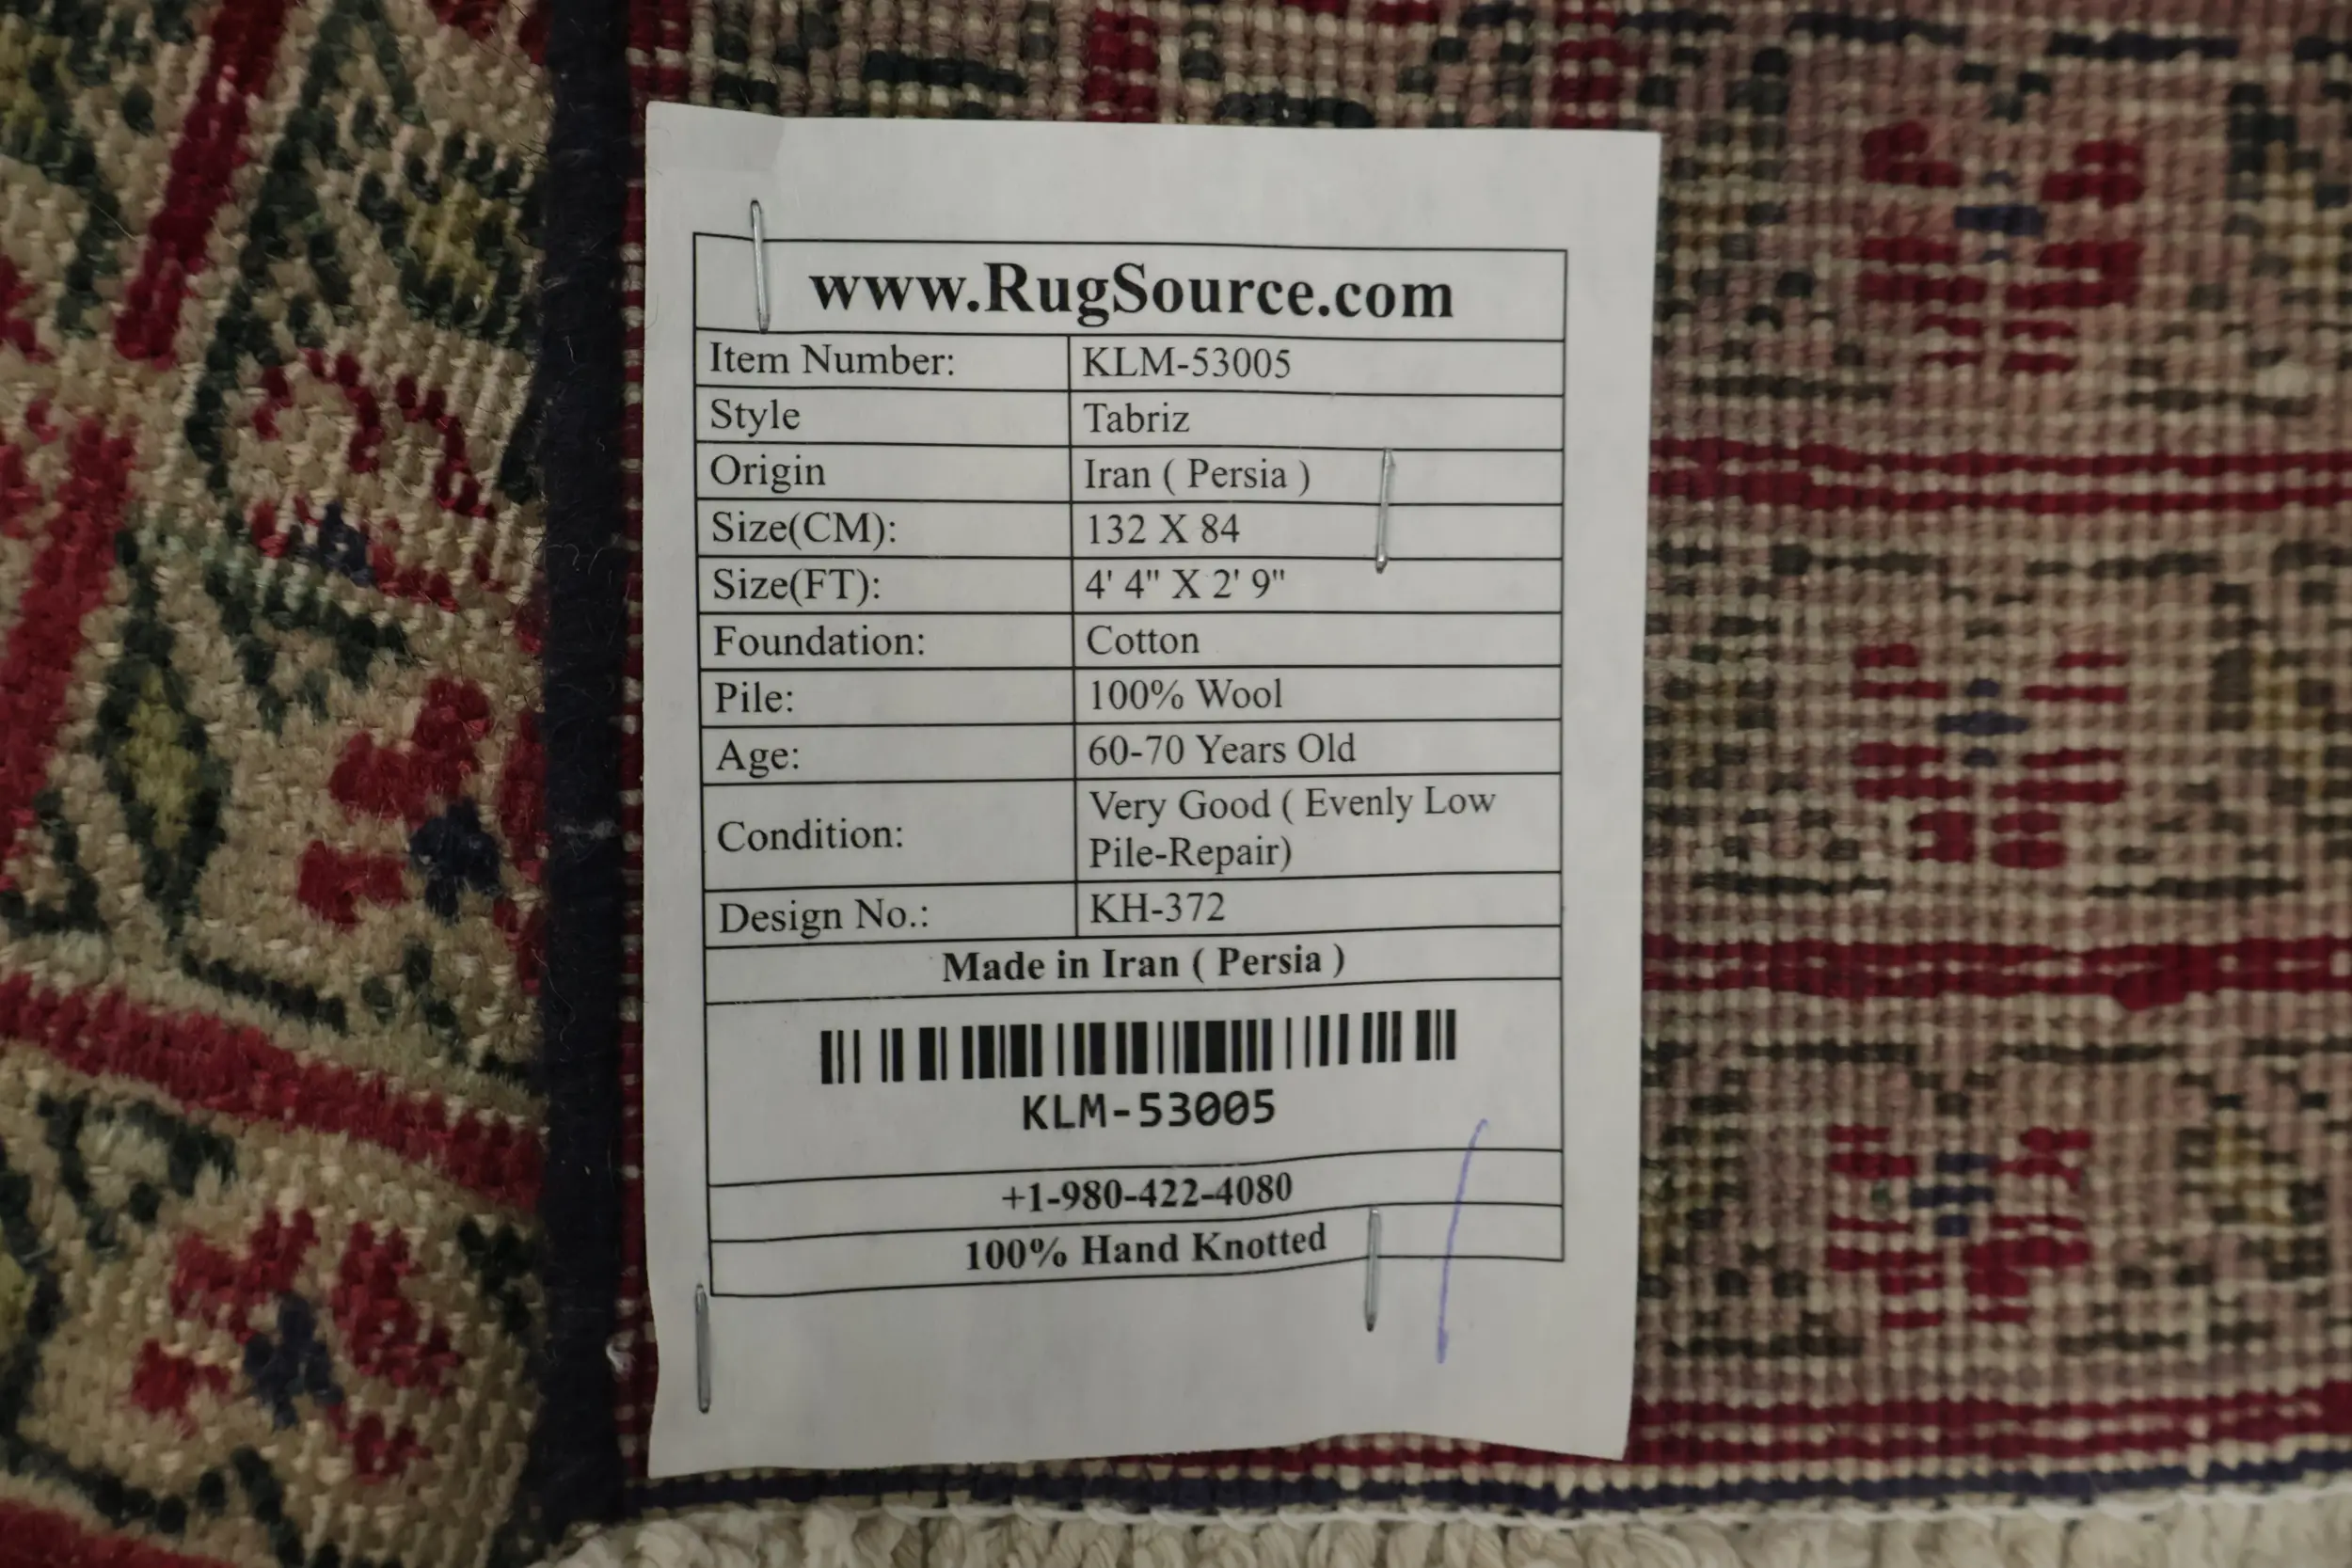 www.RugSource.com
Item Number: KLM-53005
Style Tabriz
Origin Iran ( Persia )
Size(CM): 132 X 84
Size(FT): 4' 4" X 2' 9"
Foundation: Cotton
Pile: 100% Wool
Age: 60-70 Years Old
Condition: Very Good ( Evenly Low
Pile-Repair)
Design No.: KH-372
Made in Iran ( Persia )
KLM-53005
+1-980-422-4080
100% Hand Knotted